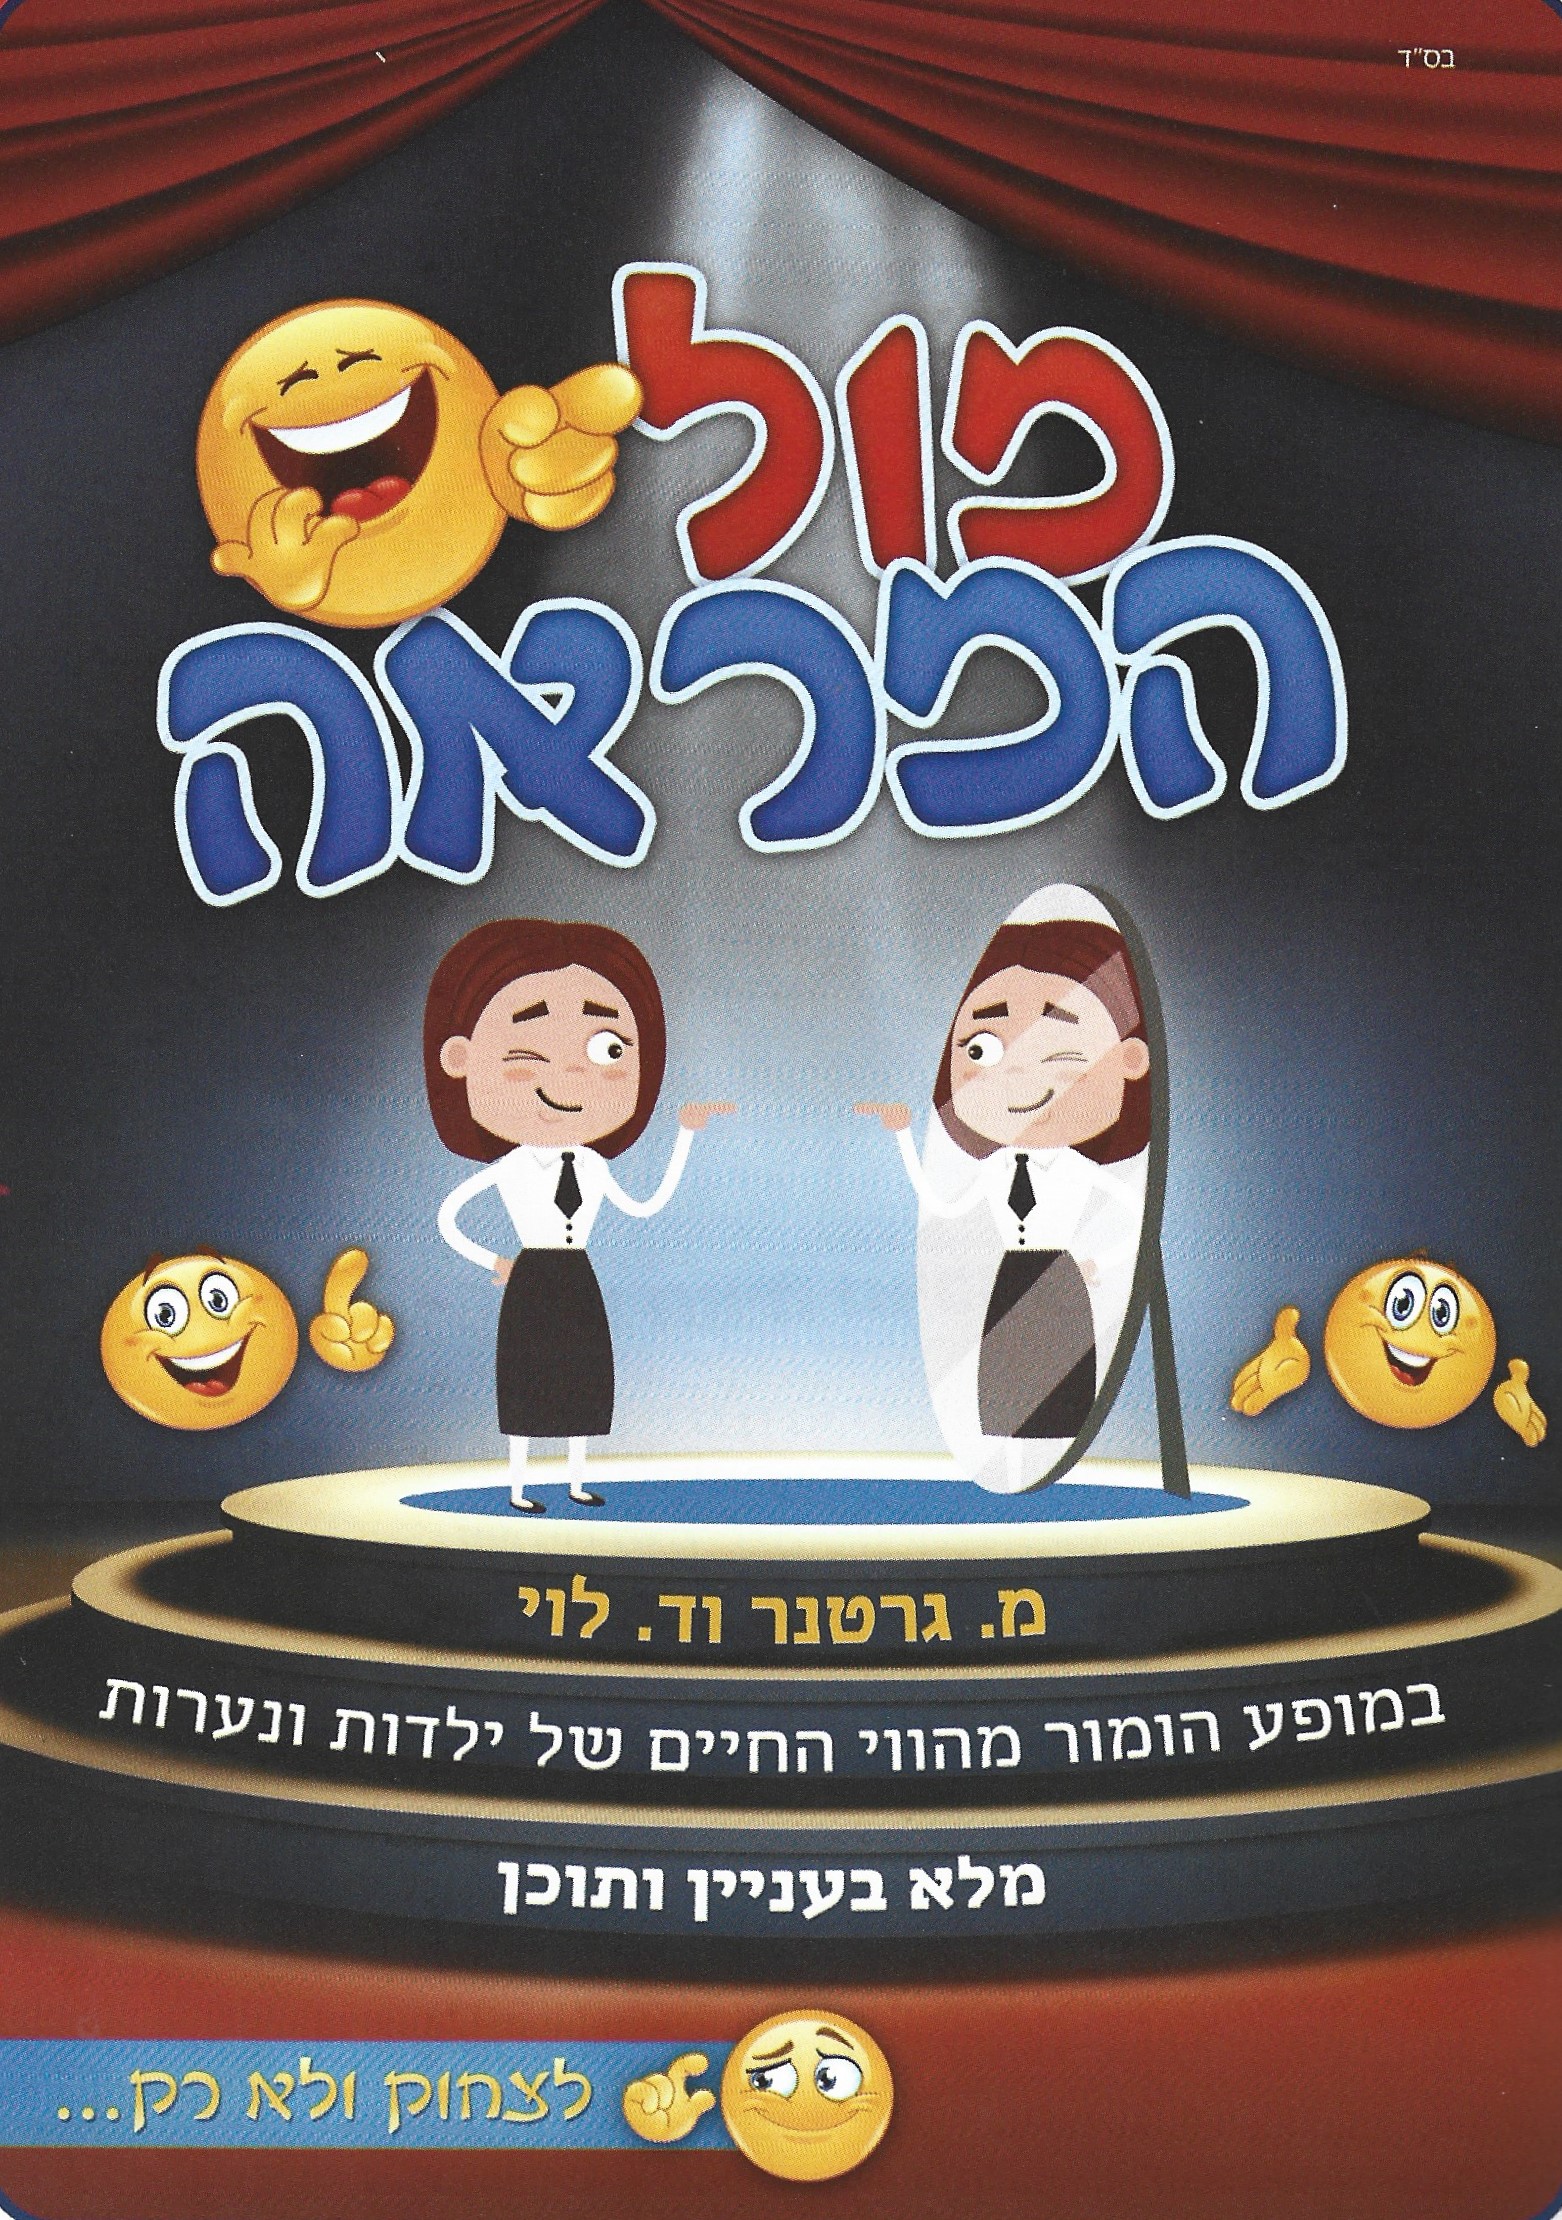 בס"ד
מול
המראה
מ. גרטנר וד. לוי
במופע הומור מהווי החיים של ילדות ונערות
מלא בעניין ותוכן
לצחוק ולא רק...